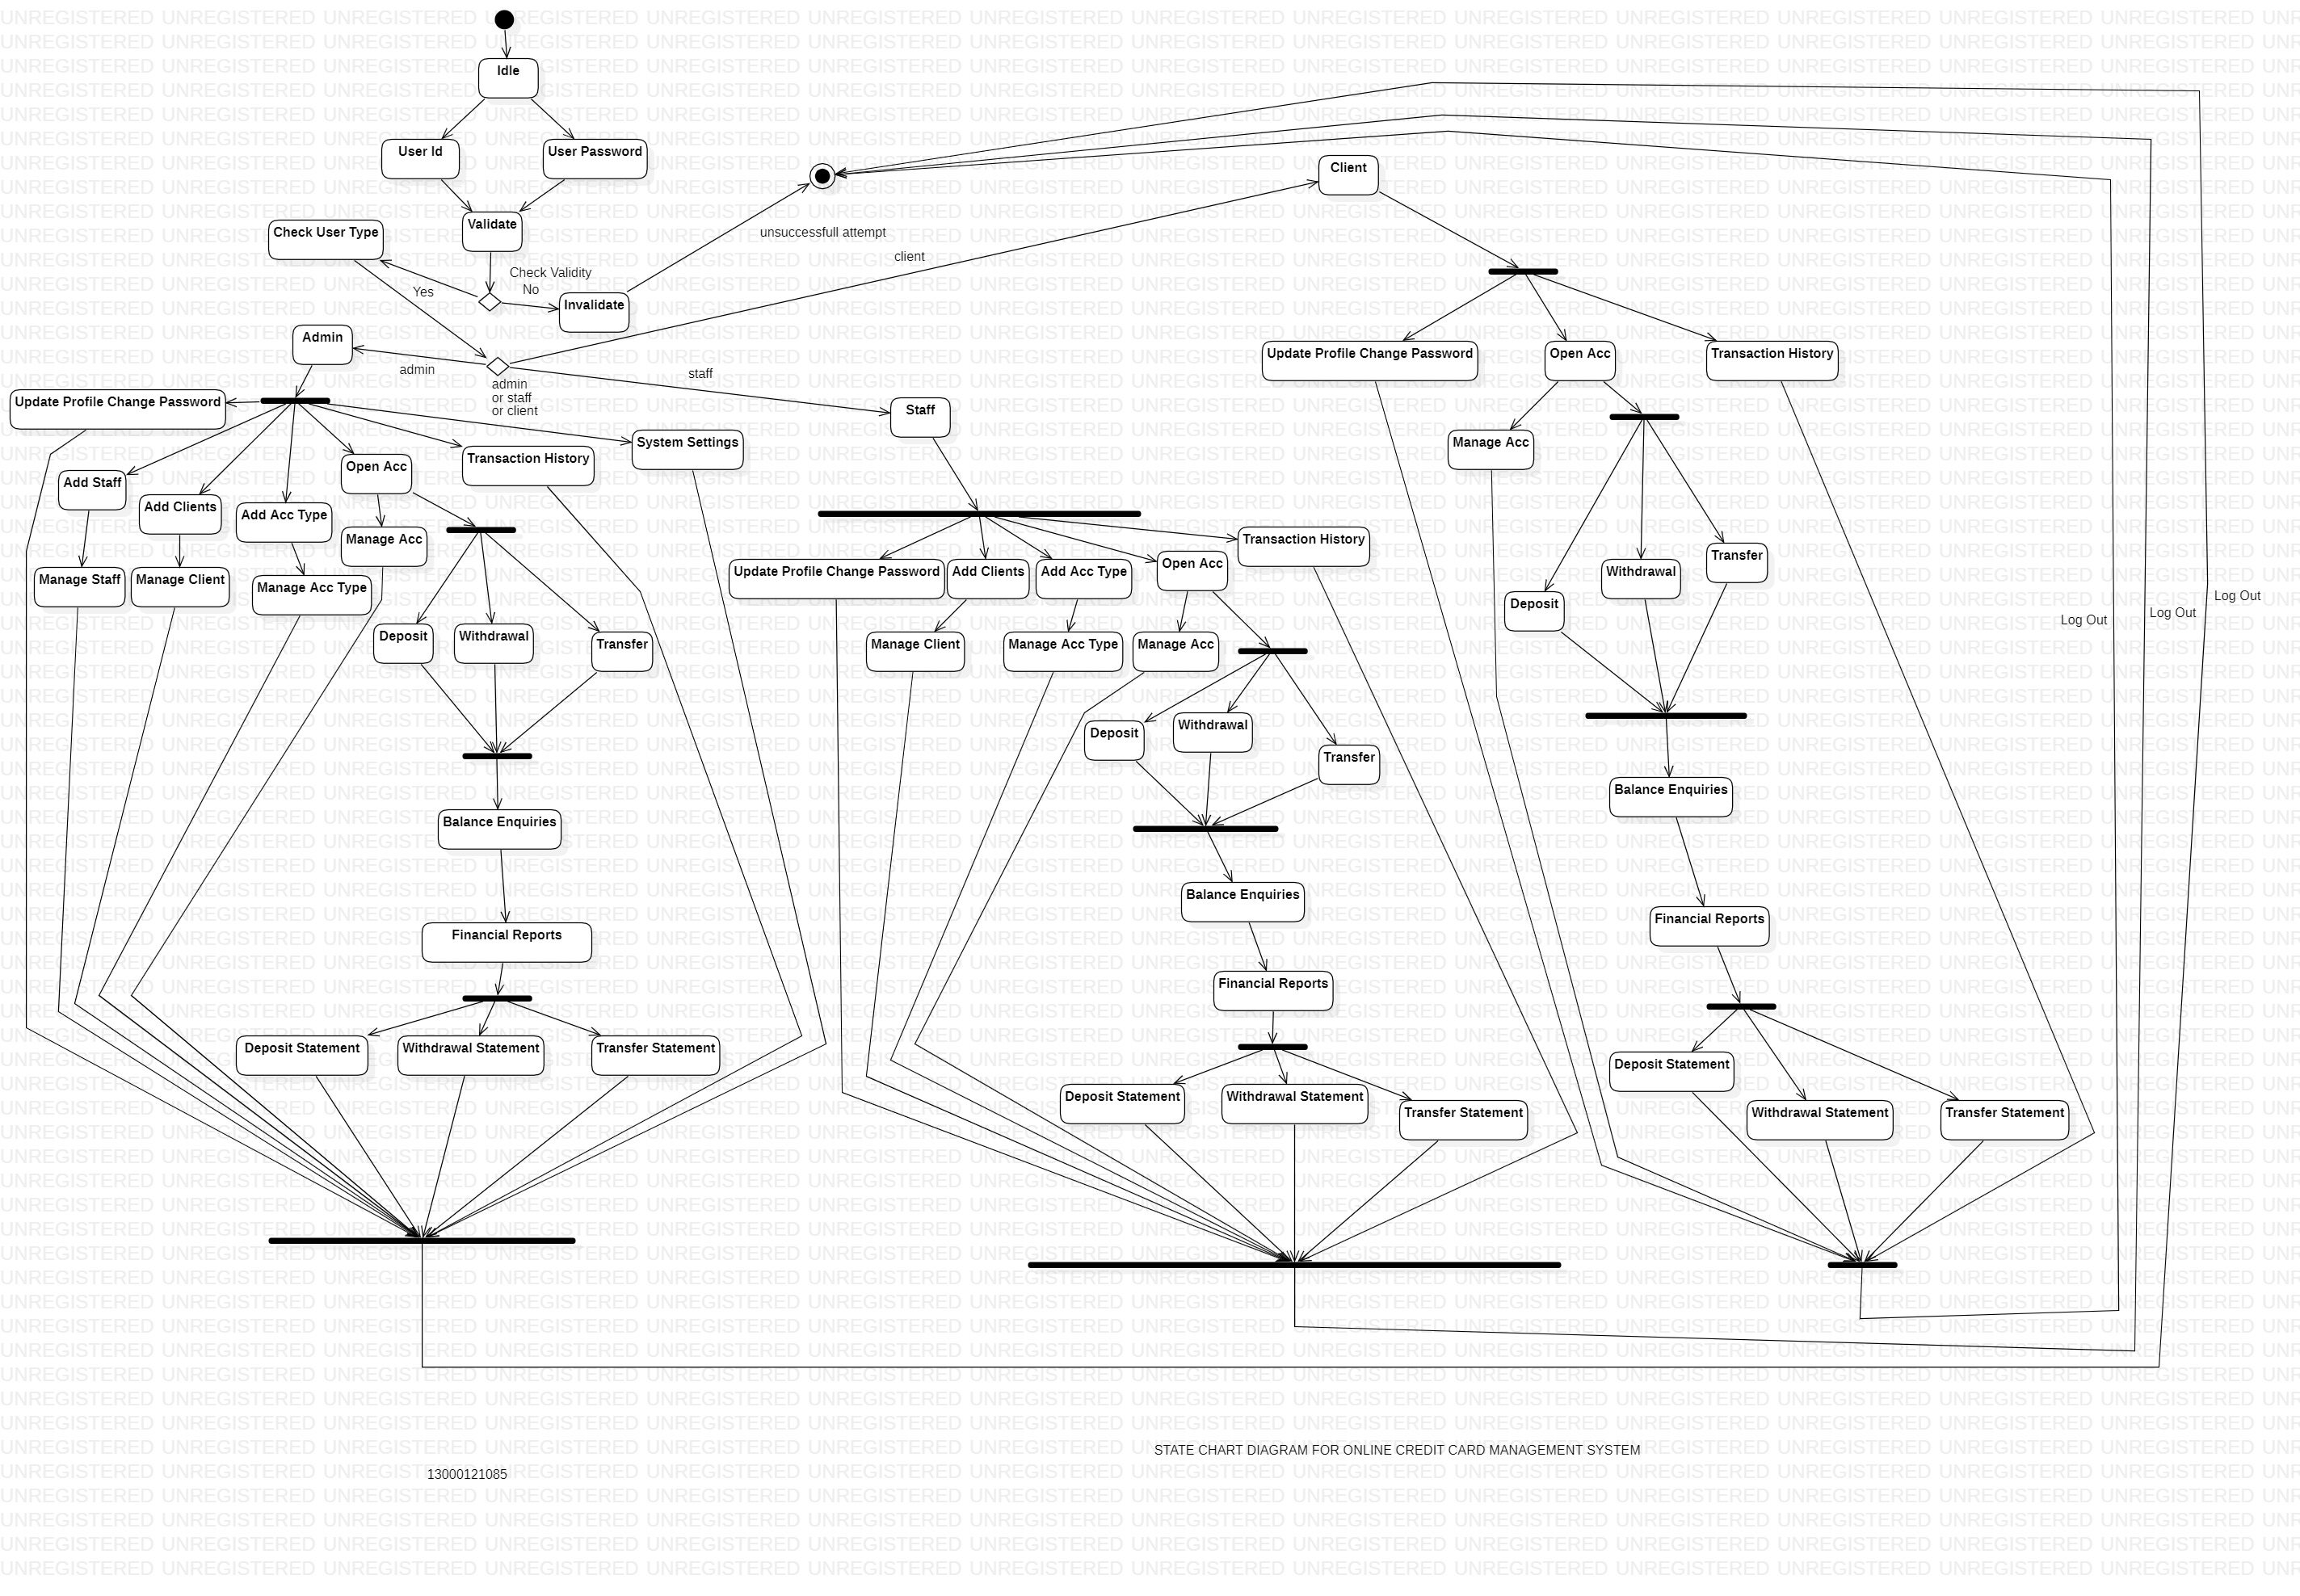 Idle
User Id
User Password
Validate
Check User Type
Check Validity
No
Yes
Invalidate
unsuccessfull attempt
client
Client
Admin
admin
admin
or staff
or client
staff
Staff
Update Profile Change Password
Add Staff
Add Clients
Add Acc Type
Open Acc
Transaction History
System Settings
Manage Staff
Manage Client
Manage Acc Type
Manage Acc
Deposit
Withdrawal
Transfer
Balance Enquiries
Financial Reports
Deposit Statement
Withdrawal Statement
Transfer Statement
Update Profile Change Password
Add Clients
Add Acc Type
Open Acc
Transaction History
Manage Client
Manage Acc Type
Manage Acc
Deposit
Withdrawal
Transfer
Balance Enquiries
Financial Reports
Deposit Statement
Withdrawal Statement
Transfer Statement
Update Profile Change Password
Open Acc
Transaction History
Manage Acc
Deposit
Withdrawal
Transfer
Balance Enquiries
Financial Reports
Deposit Statement
Withdrawal Statement
Transfer Statement
Log Out
Log Out
Log Out
STATE CHART DIAGRAM FOR ONLINE CREDIT CARD MANAGEMENT SYSTEM
13000121085
UNREGISTERED